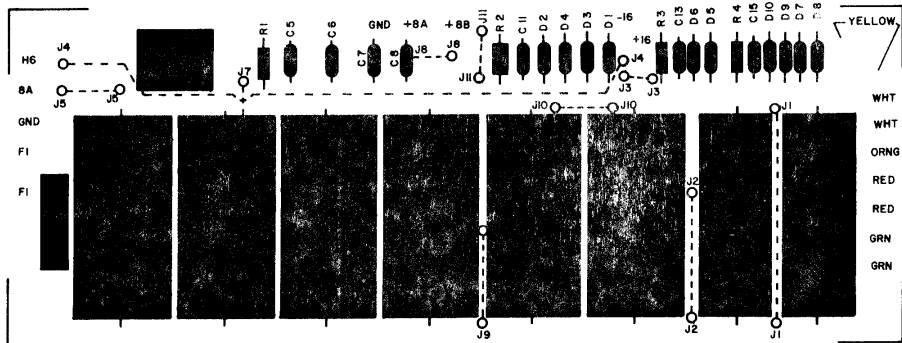 R1
C5
C6
GND
+8A
+8B
J11
R2
C11
D2
D4
D3
D1
-16
R3
C13
D6
D5
R4
C15
D10
D9
D7
D8
YELLOW
+16
J4
H6
C7
C8
J8
J8
J4
J7
J11
J3
J3
8A
J5
J5
J10
J10
J1
WHT
GND
WHT
F1
ORNG
F1
RED
J2
RED
GRN
GRN
J9
J2
J1